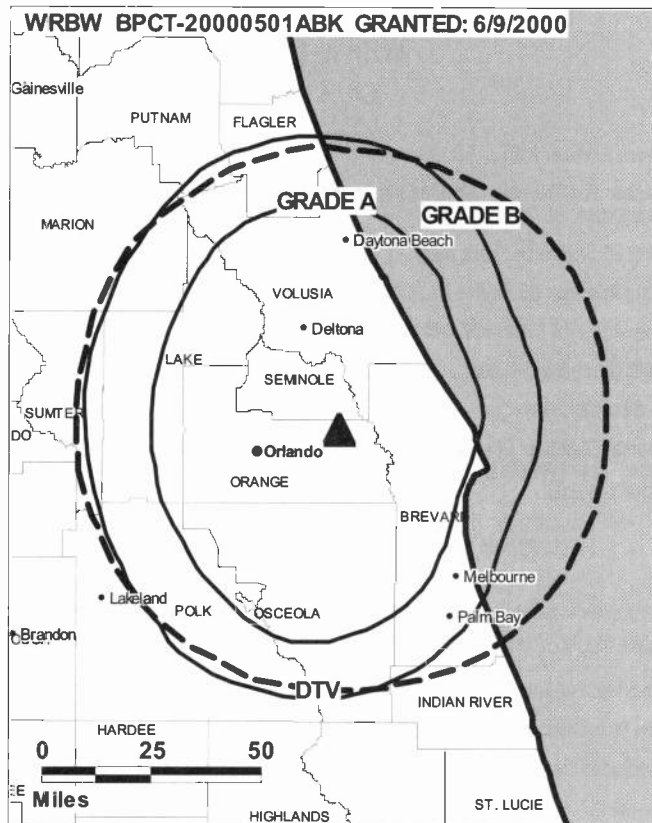 WRBW BPCT-20000501ABK GRANTED: 6/9/2000
Gainesville
PUTNAM
FLAGLER
GRADE A
GRADE B
MARION
Daytona Beach
VOLUSIA
Deltona
LAKE
SEMINOLE
SUMTER
DO
Orlando
ORANGE
BREVARD
Melbourne
Lakeland
POLK
OSCEOLA
Palm Bay
Brandon
DTV
INDIAN RIVER
HARDEE
0 25 50
Miles
EE
ST. LUCIE
HIGHLANDS